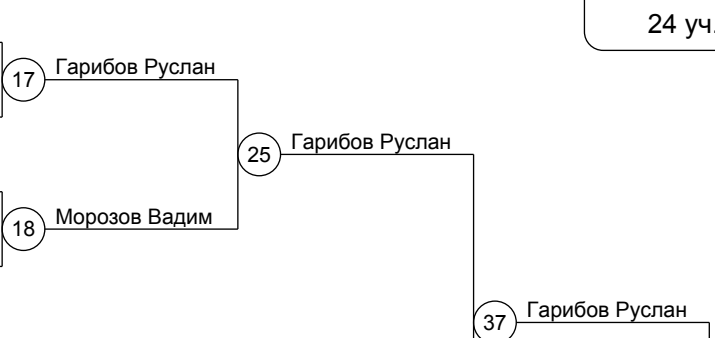 24 уч.
17 Гарибов Руслан
25 Гарибов Руслан
18 Морозов Вадим
37 Гарибов Руслан